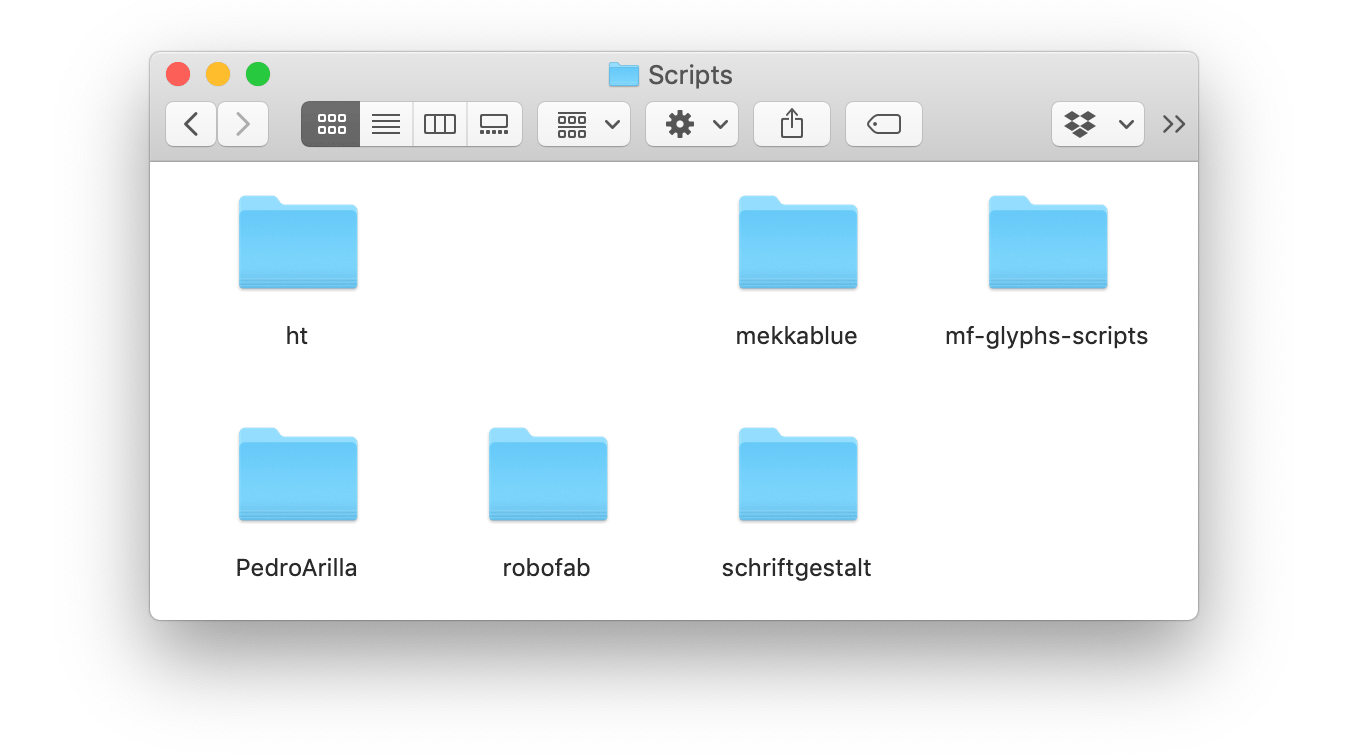 Scripts
ht
mekkablue
mf-glyphs-scripts
PedroArilla
robofab
schriftgestalt